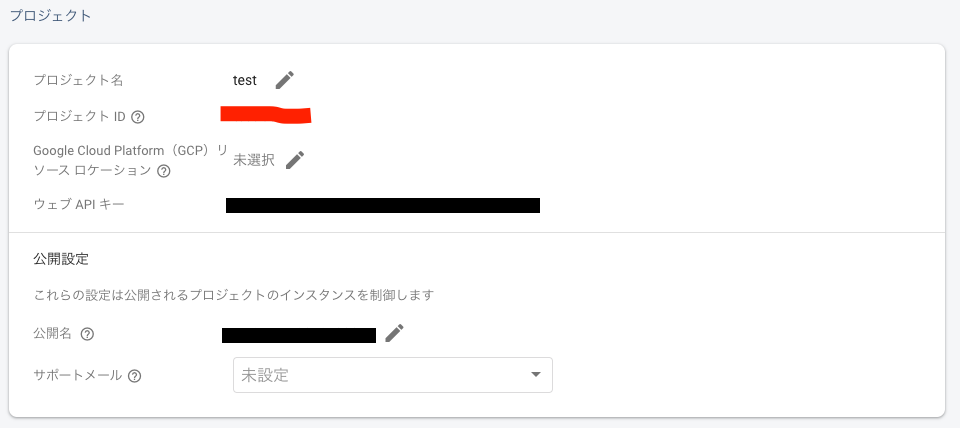 プロジェクト
プロジェクト名 test
プロジェクト ID
Google Cloud Platform（GCP）リ
ソース ロケーション 未選択
ウェブ API キー
公開設定
これらの設定は公開されるプロジェクトのインスタンスを制御します
公開名
サポートメール 未設定